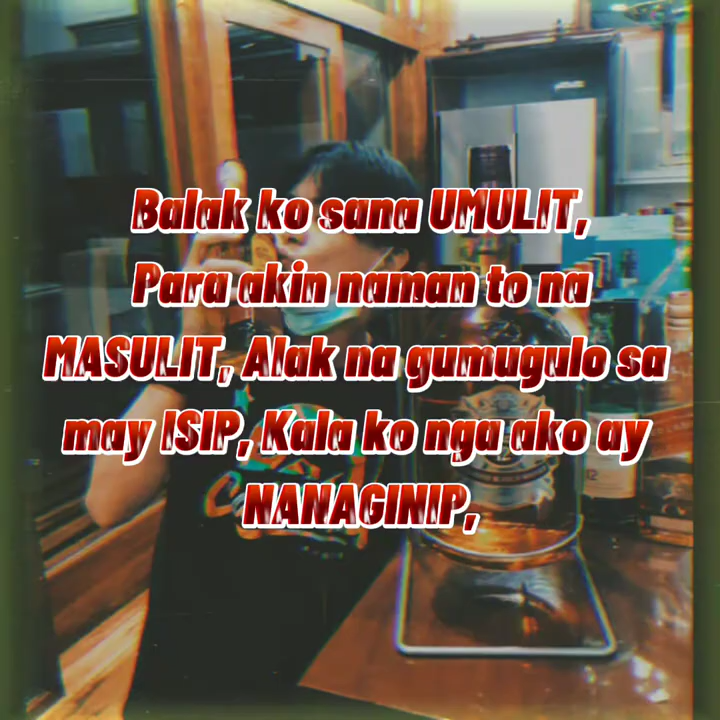 Balak ko sana UMULIT,
Para akin naman to na
MASULIT, Alak na gumugulo sa
may ISIP, Kala ko nga ako ay
NANAGINIP,